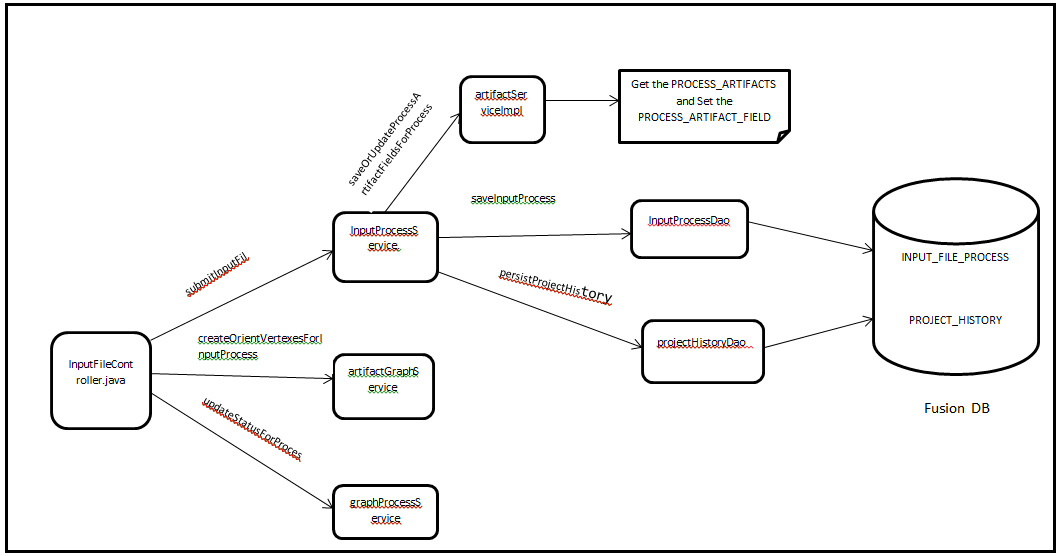 artifactSer
viceImpl
Get the PROCESS_ARTIFACTS
and Set the
PROCESS_ARTIFACT_FIELD
saveOrUpdateProcessA
rtifactFieldsForProcess
saveInputProcess
InputProcessS
ervice,
InputProcessDao
INPUT_FILE_PROCESS
submitInputFil
persistProjectHistory
PROJECT_HISTORY
createOrientVertexesForI
nputProcess
projectHistoryDao
InputFileCont
roller.java
artifactGraphS
ervice
Fusion DB
updateStatusForProces
graphProcessS
ervice